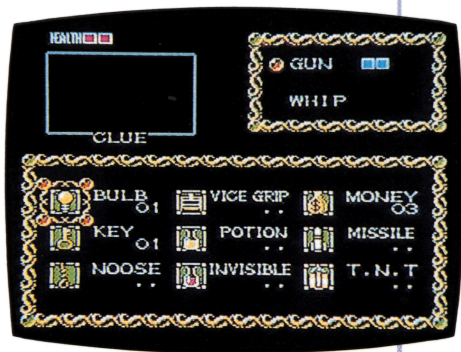 HEALTH
GUN
WHIP
CLUE
BULB 01 VICE GRIP .. MONEY 03
KEY 01 POTION .. MISSILE ..
NOOSE .. INVISIBLE .. T.N.T ..